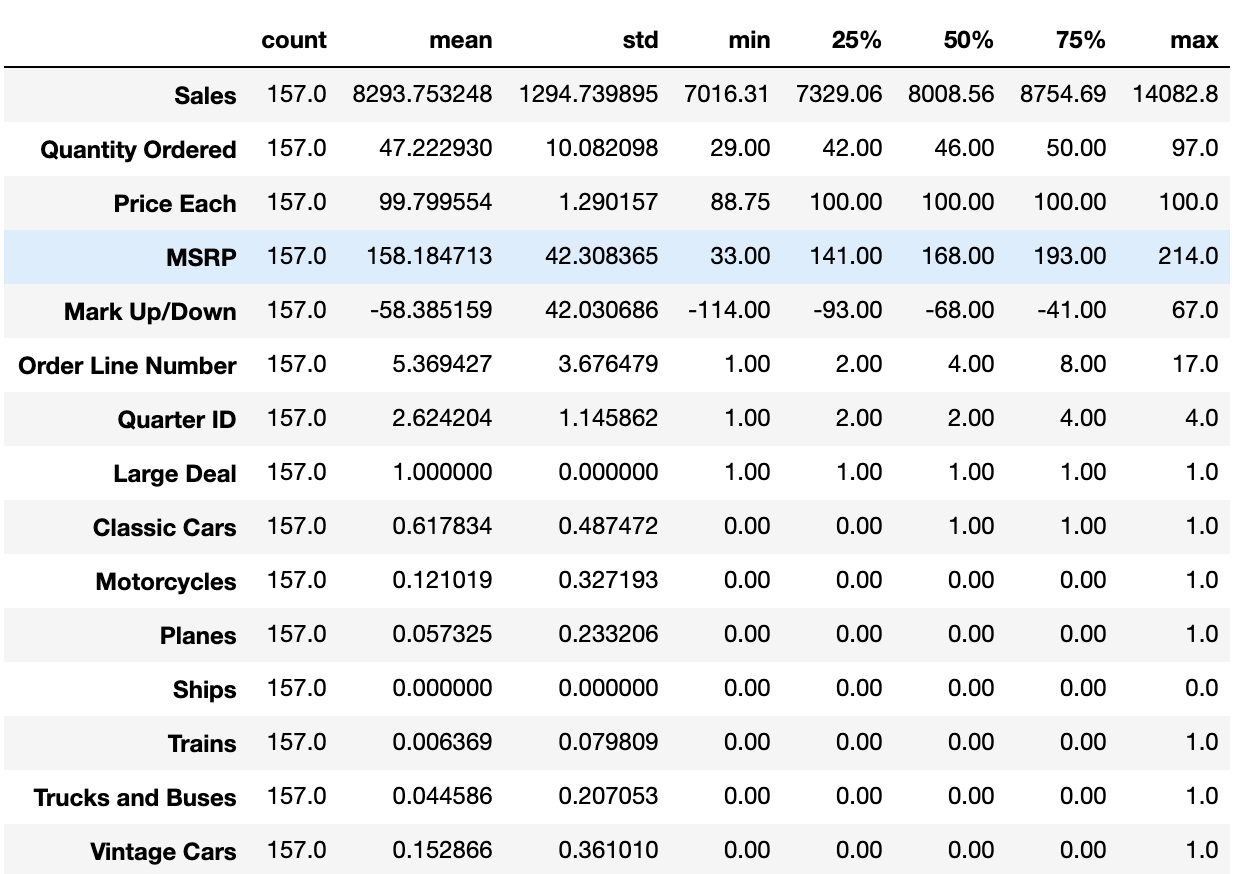 count mean std min 25% 50% 75% max
Sales 157.0 8293.753248 1294.739895 7016.31 7329.06 8008.56 8754.69 14082.8
Quantity Ordered 157.0 47.222930 10.082098 29.00 42.00 46.00 50.00 97.0
Price Each 157.0 99.799554 1.290157 88.75 100.00 100.00 100.00 100.0
MSRP 157.0 158.184713 42.308365 33.00 141.00 168.00 193.00 214.0
Mark Up/Down 157.0 -58.385159 42.030686 -114.00 -93.00 -68.00 -41.00 67.0
Order Line Number 157.0 5.369427 3.676479 1.00 2.00 4.00 8.00 17.0
Quarter ID 157.0 2.624204 1.145862 1.00 2.00 2.00 4.00 4.0
Large Deal 157.0 1.000000 0.000000 1.00 1.00 1.00 1.00 1.0
Classic Cars 157.0 0.617834 0.487472 0.00 0.00 1.00 1.00 1.0
Motorcycles 157.0 0.121019 0.327193 0.00 0.00 0.00 0.00 1.0
Planes 157.0 0.057325 0.233206 0.00 0.00 0.00 0.00 1.0
Ships 157.0 0.000000 0.000000 0.00 0.00 0.00 0.00 0.0
Trains 157.0 0.006369 0.079809 0.00 0.00 0.00 0.00 1.0
Trucks and Buses 157.0 0.044586 0.207053 0.00 0.00 0.00 0.00 1.0
Vintage Cars 157.0 0.152866 0.361010 0.00 0.00 0.00 0.00 1.0